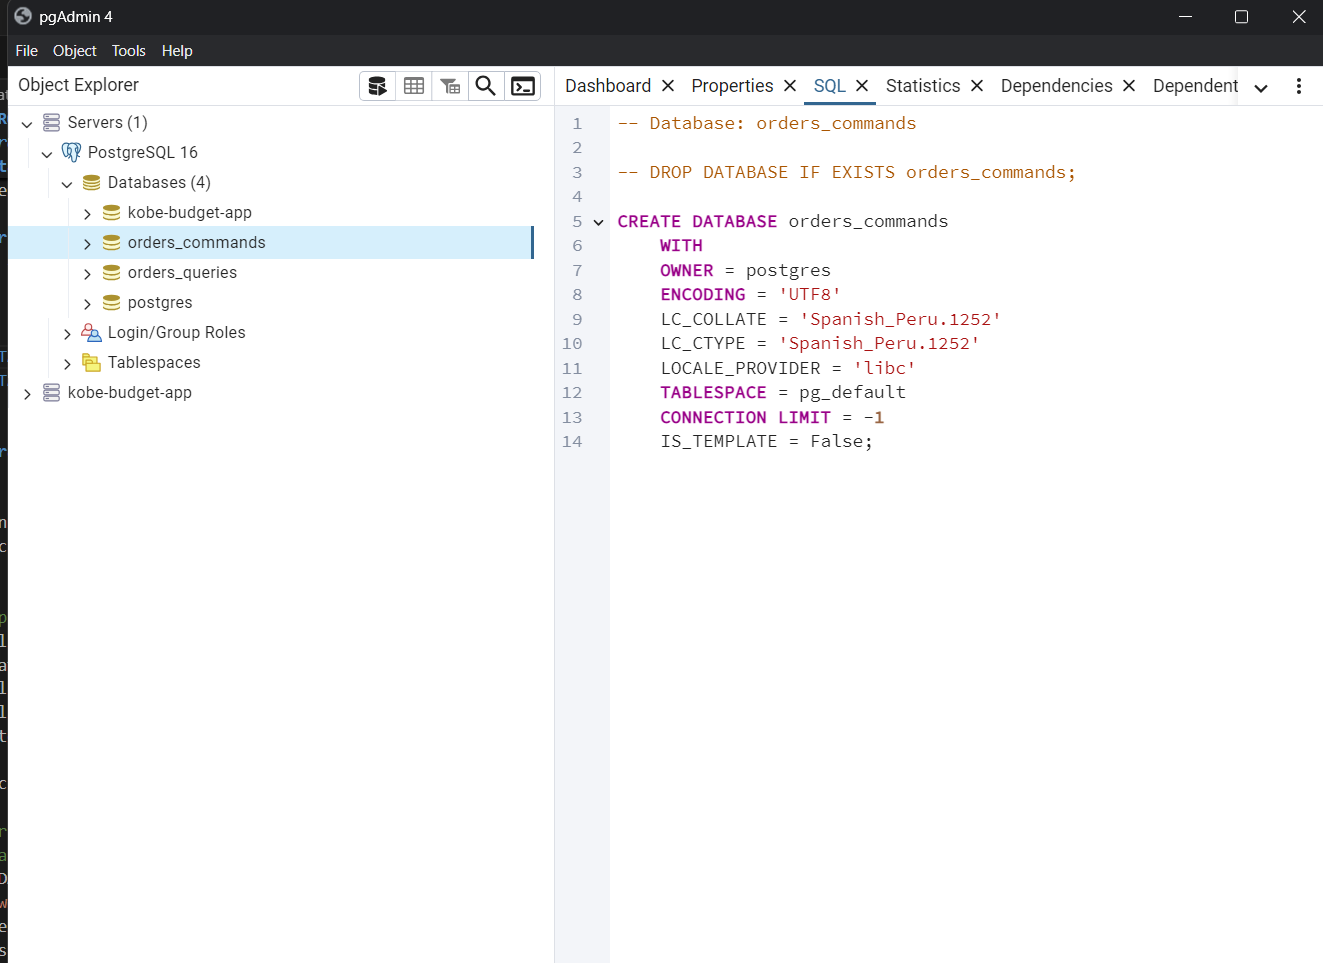 pgAdmin 4
File Object Tools Help
Object Explorer
Dashboard Properties SQL Statistics Dependencies Dependent
Servers (1)
PostgreSQL 16
Databases (4)
kobe-budget-app
orders_commands
orders_queries
postgres
Login/Group Roles
Tablespaces
kobe-budget-app
1 -- Database: orders_commands
2
3 -- DROP DATABASE IF EXISTS orders_commands;
4
5 CREATE DATABASE orders_commands
6 WITH
7 OWNER = postgres
8 ENCODING = 'UTF8'
9 LC_COLLATE = 'Spanish_Peru.1252'
10 LC_CTYPE = 'Spanish_Peru.1252'
11 LOCALE_PROVIDER = 'libc'
12 TABLESPACE = pg_default
13 CONNECTION LIMIT = -1
14 IS_TEMPLATE = False;